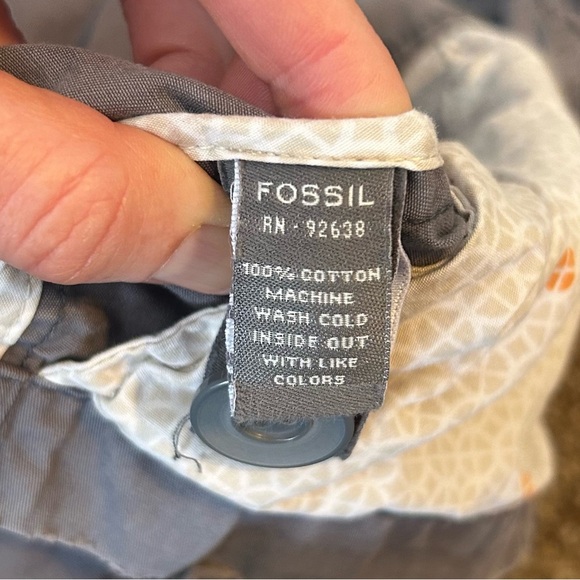 FOSSIL
RN - 92638
100% COTTON
MACHINE
WASH COLD
INSIDE OUT
WITH LIKE
COLORS